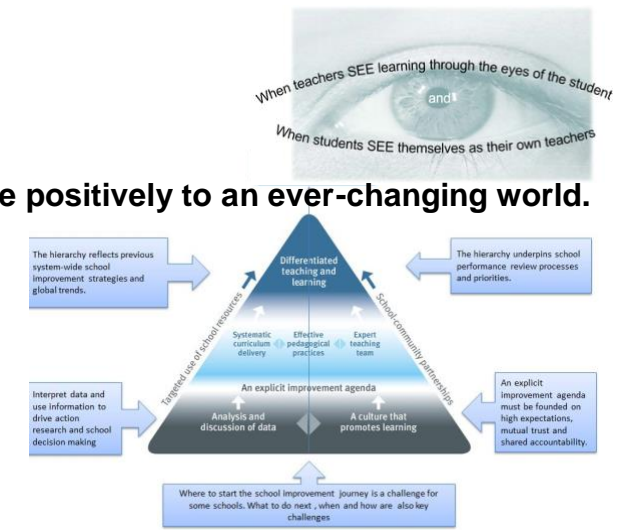 When teachers SEE learning through the eyes of the student
and
When students SEE themselves as their own teachers
e positively to an ever-changing world.
The hierarchy reflects previous
system-wide school
improvement strategies and
global trends.
Differentiated
teaching and
learning
The hierarchy underpins school
performance review processes
and priorities.
Targeted use of school resources
School-community partnerships
Systematic
curriculum
delivery
Effective
pedagogical
practices
Expert
teaching
team
An explicit improvement agenda
Interpret data and
use information to
drive action
research and school
decision making
Analysis and
discussion of data
A culture that
promotes learning
An explicit
improvement agenda
must be founded on
high expectations,
mutual trust and
shared accountability.
Where to start the school improvement journey is a challenge for
some schools. What to do next , when and how are also key
challenges